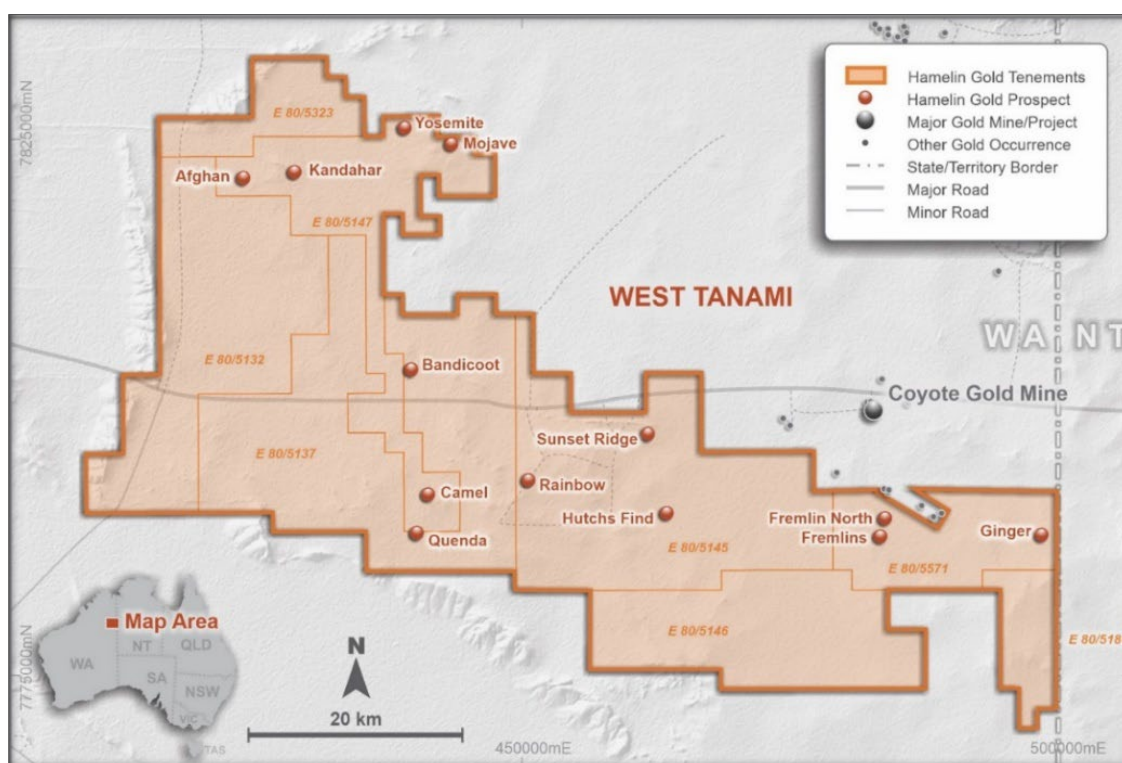 7825000mN
7775000mN
450000mE
500000mE
Hamelin Gold Tenements
Hamelin Gold Prospect
Major Gold Mine/Project
Other Gold Occurrence
State/Territory Border
Major Road
Minor Road
E 80/5323
Yosemite
Mojave
Afghan
Kandahar
E 80/5147
WEST TANAMI
WA NT
E 80/5132
Bandicoot
Coyote Gold Mine
Sunset Ridge
E 80/5137
Camel
Rainbow
Hutchs Find
Fremlin North
Fremlins
Ginger
Quenda
E 80/5145
E 80/5571
E 80/5146
E 80/518
Map Area
WA
NT
QLD
SA
NSW
VIC
TAS
N
20 km